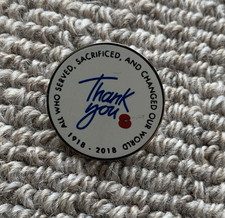 ALL WHO SERVED, SACRIFICED, AND CHANGED OUR WORLD
Thank
you
1918 - 2018